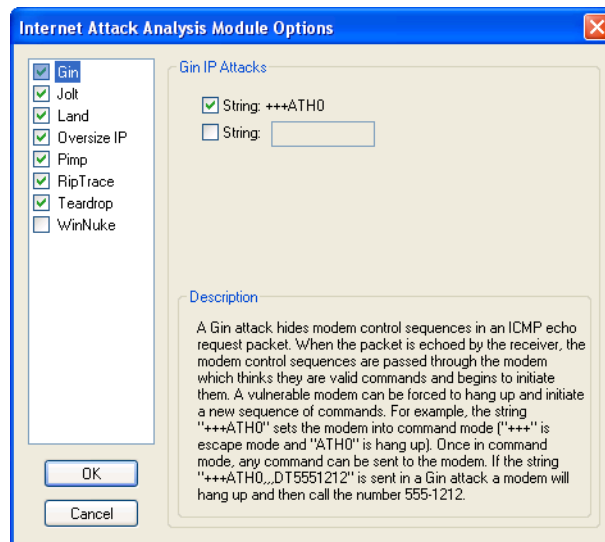 Internet Attack Analysis Module Options
Gin
Jolt
Land
Oversize IP
Pimp
RipTrace
Teardrop
WinNuke
OK
Cancel
Gin IP Attacks
String: +++ATH0
String:
Description
A Gin attack hides modem control sequences in an ICMP echo
request packet. When the packet is echoed by the receiver, the
modem control sequences are passed through the modem
which thinks they are valid commands and begins to initiate
them. A vulnerable modem can be forced to hang up and initiate
a new sequence of commands. For example, the string
"+++ATH0" sets the modem into command mode ("+++" is
escape mode and "ATH0" is hang up). Once in command
mode, any command can be sent to the modem. If the string
"+++ATH0,,,DT5551212" is sent in a Gin attack a modem will
hang up and then call the number 555-1212.